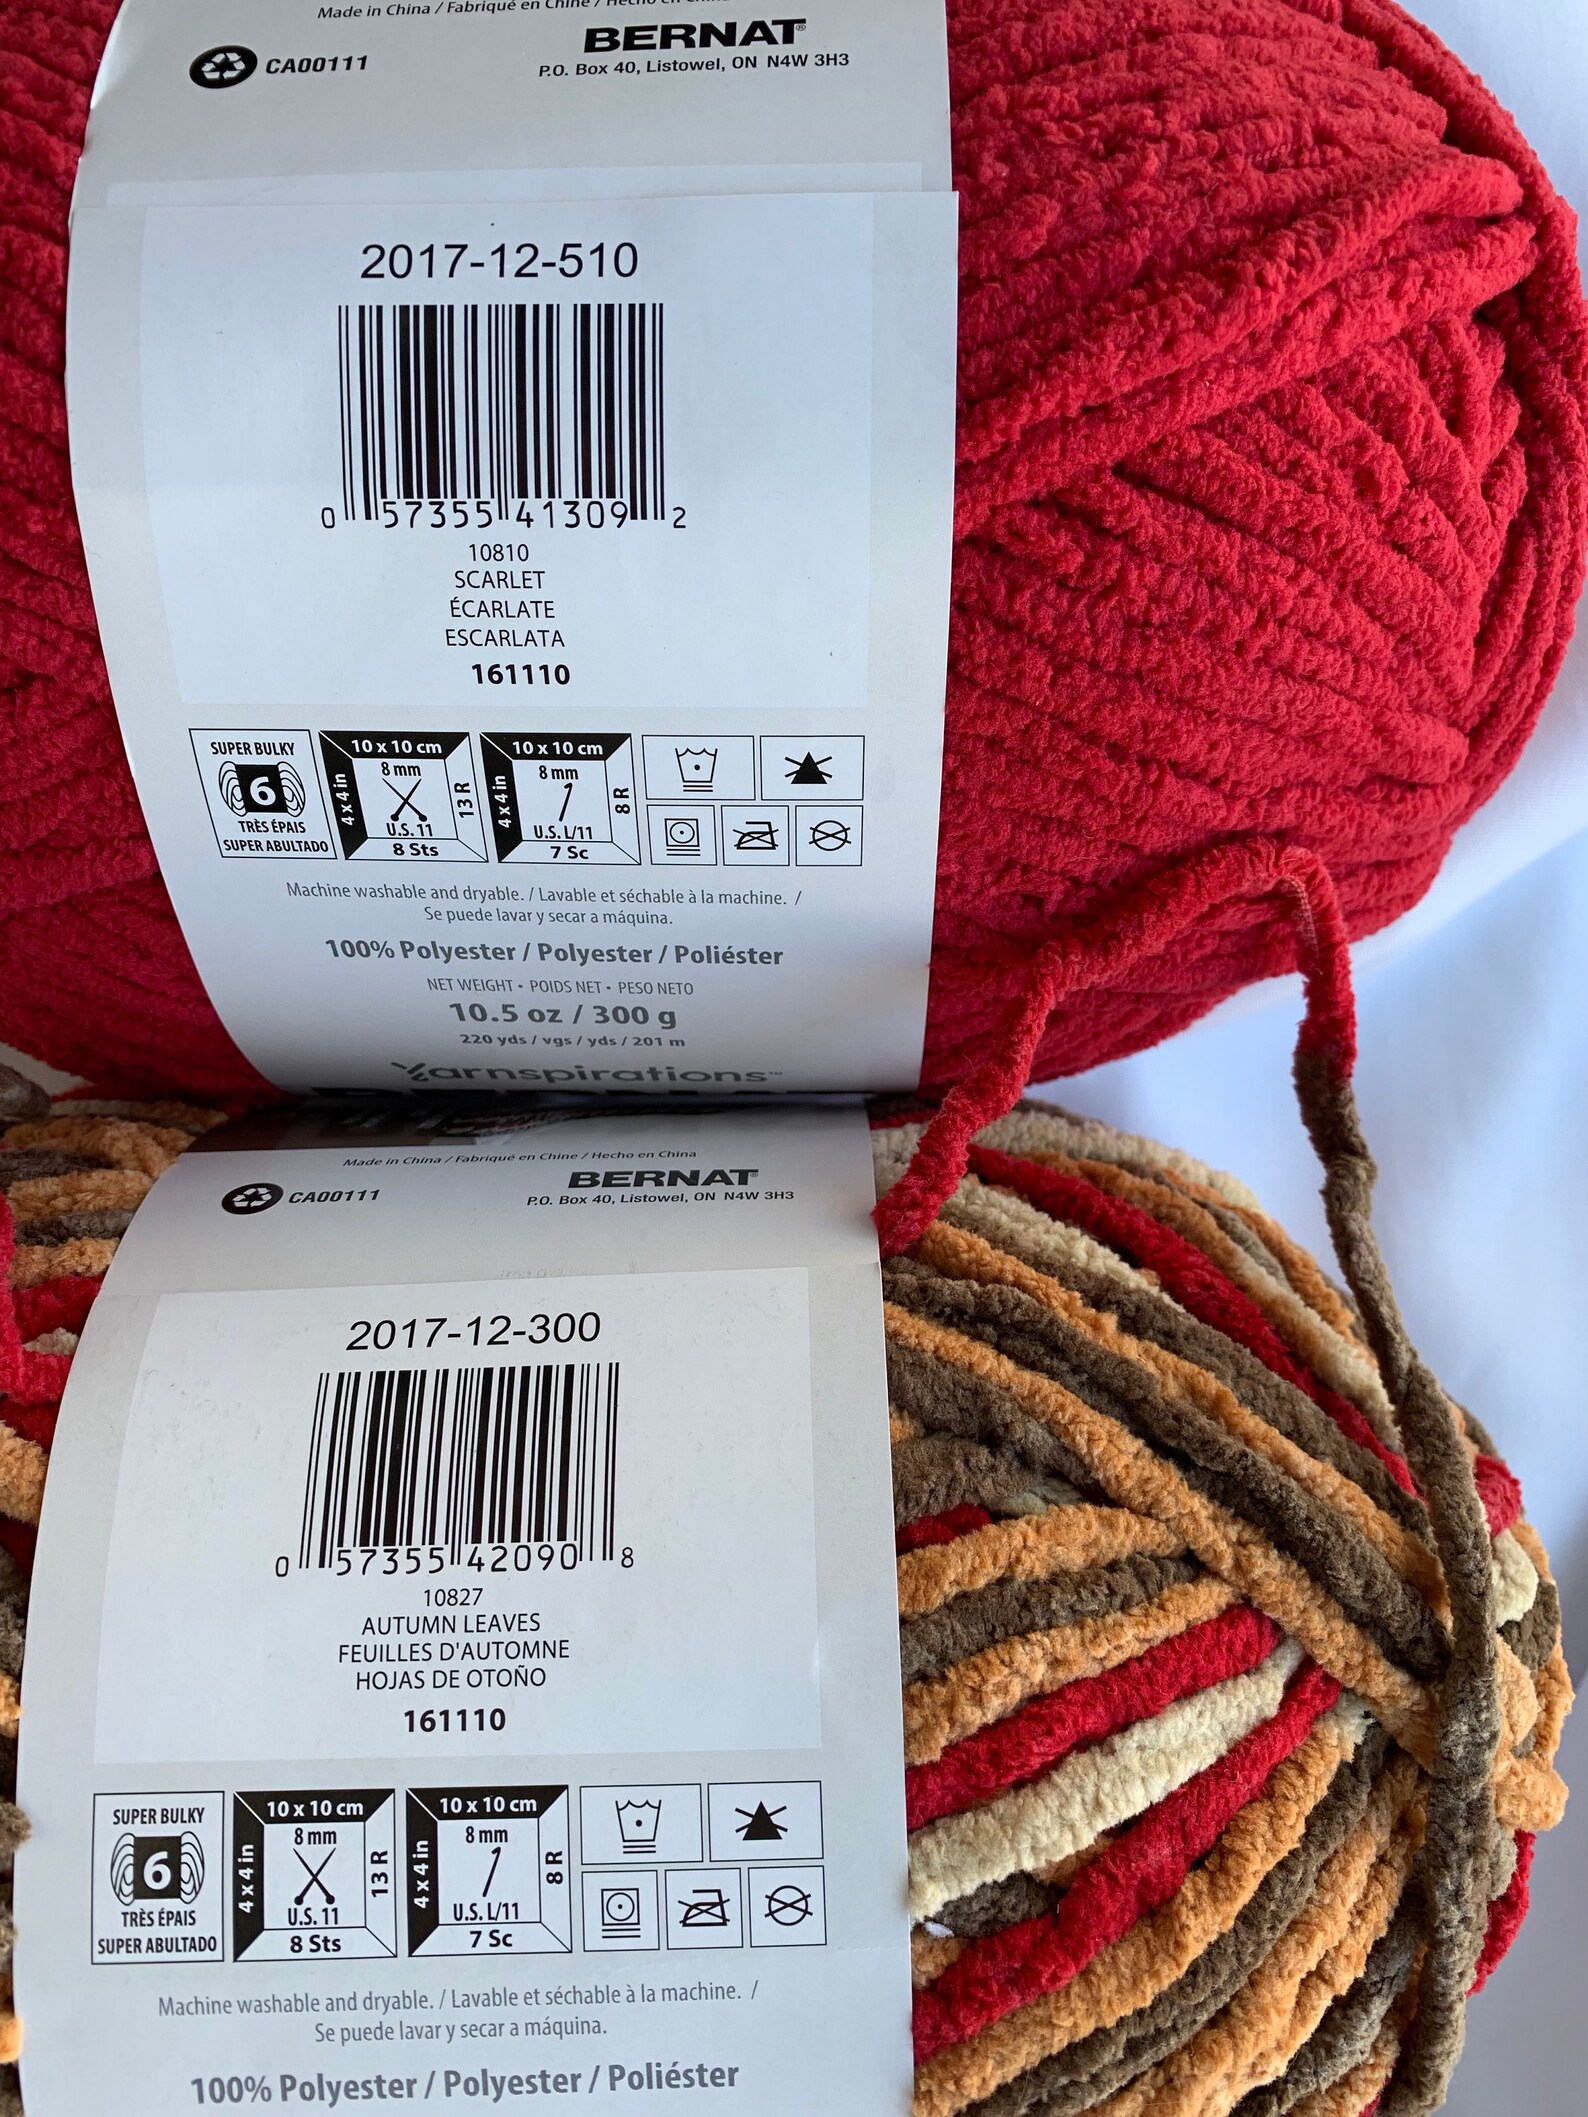 Made in China / Fabriqué en Chine / Hecho en China
BERNAT®
CA00111
P.O. Box 40, Listowel, ON N4W 3H3
2017-12-510
0 57355 41309 2
10810
SCARLET
ÉCARLATE
ESCARLATA
161110
SUPER BULKY
6
TRÈS ÉPAIS
SUPER ABULTADO
10 x 10 cm
4 x 4 in
8 mm
13 R
U.S. 11
8 Sts
10 x 10 cm
4 x 4 in
8 mm
8 R
U.S. L/11
7 Sc
Machine washable and dryable. / Lavable et séchable à la machine. /
Se puede lavar y secar a máquina.
100% Polyester / Polyester / Poliéster
NET WEIGHT • POIDS NET • PESO NETO
10.5 oz / 300 g
220 yds / vgs / yds / 201 m
Yarnspirations™
Made in China / Fabriqué en Chine / Hecho en China
BERNAT®
CA00111
P.O. Box 40, Listowel, ON N4W 3H3
2017-12-300
0 57355 42090 8
10827
AUTUMN LEAVES
FEUILLES D'AUTOMNE
HOJAS DE OTOÑO
161110
SUPER BULKY
6
TRÈS ÉPAIS
SUPER ABULTADO
10 x 10 cm
4 x 4 in
8 mm
13 R
U.S. 11
8 Sts
10 x 10 cm
4 x 4 in
8 mm
8 R
U.S. L/11
7 Sc
Machine washable and dryable. / Lavable et séchable à la machine. /
Se puede lavar y secar a máquina.
100% Polyester / Polyester / Poliéster